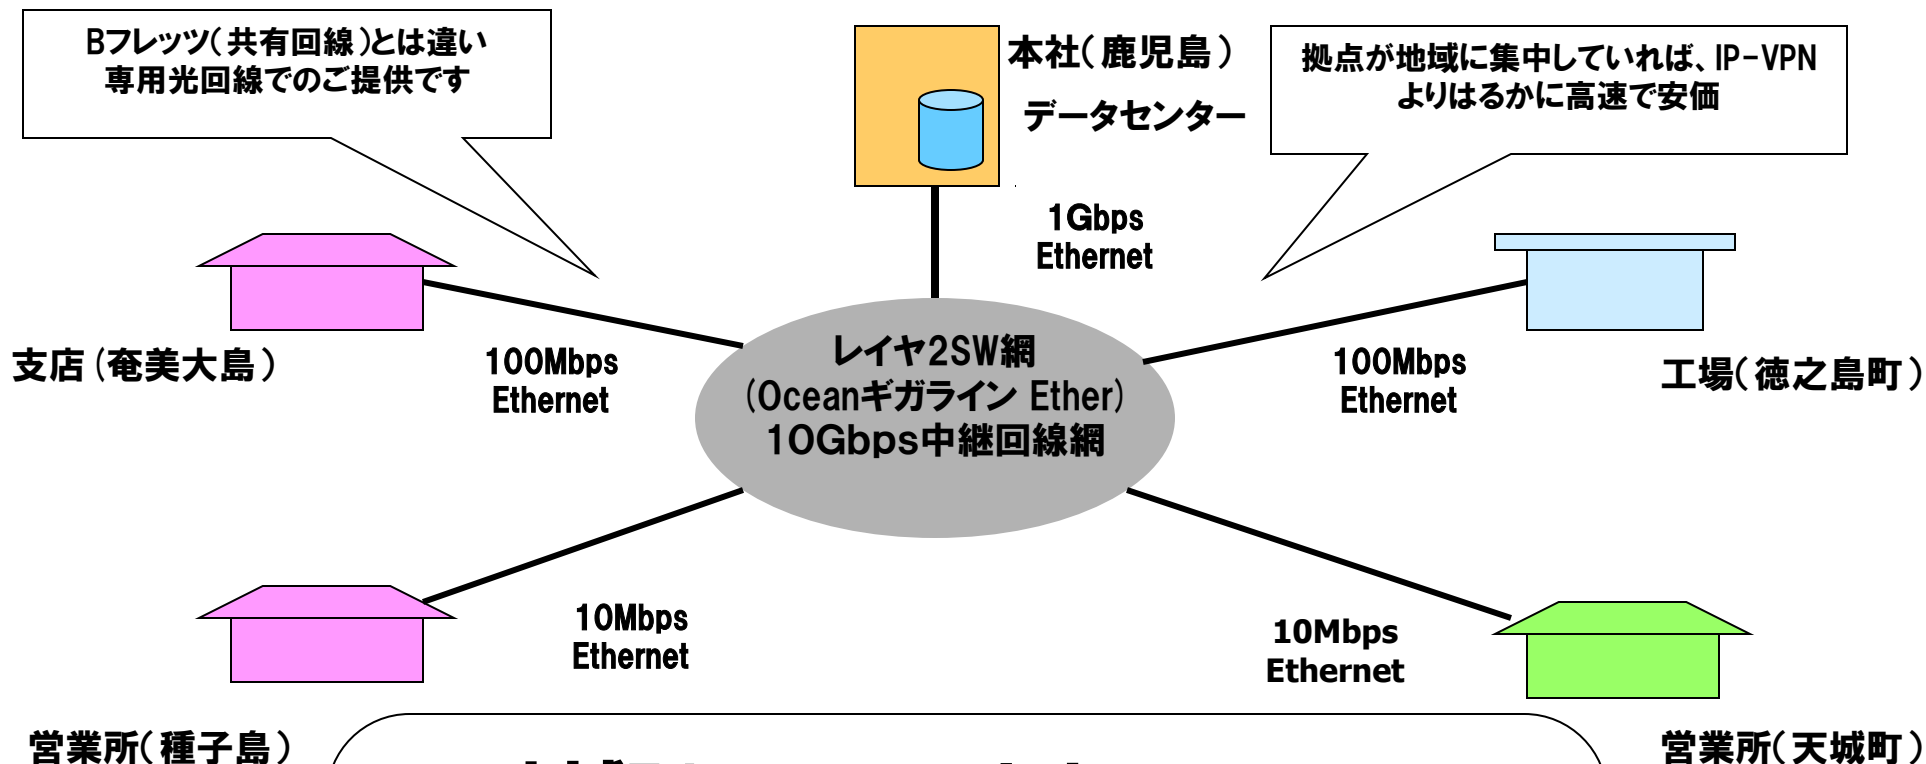 Bフレッツ(共有回線)とは違い
専用光回線でのご提供です
本社(鹿児島)
データセンター
拠点が地域に集中していれば、IP-VPN
よりはるかに高速で安価
1Gbps
Ethernet
支店(奄美大島)
100Mbps
Ethernet
レイヤ2SW網
(Oceanギガライン Ether)
10Gbps中継回線網
100Mbps
Ethernet
工場(徳之島町)
10Mbps
Ethernet
10Mbps
Ethernet
営業所(種子島)
営業所(天城町)